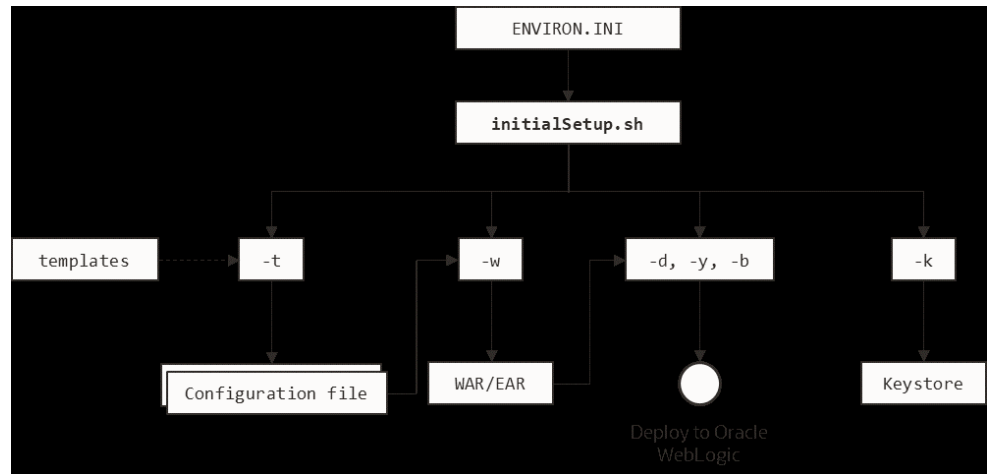 ENVIRON.INI
initialSetup.sh
templates
-t
-w
-d, -y, -b
-k
Configuration file
WAR/EAR
Keystore
Deploy to Oracle
WebLogic